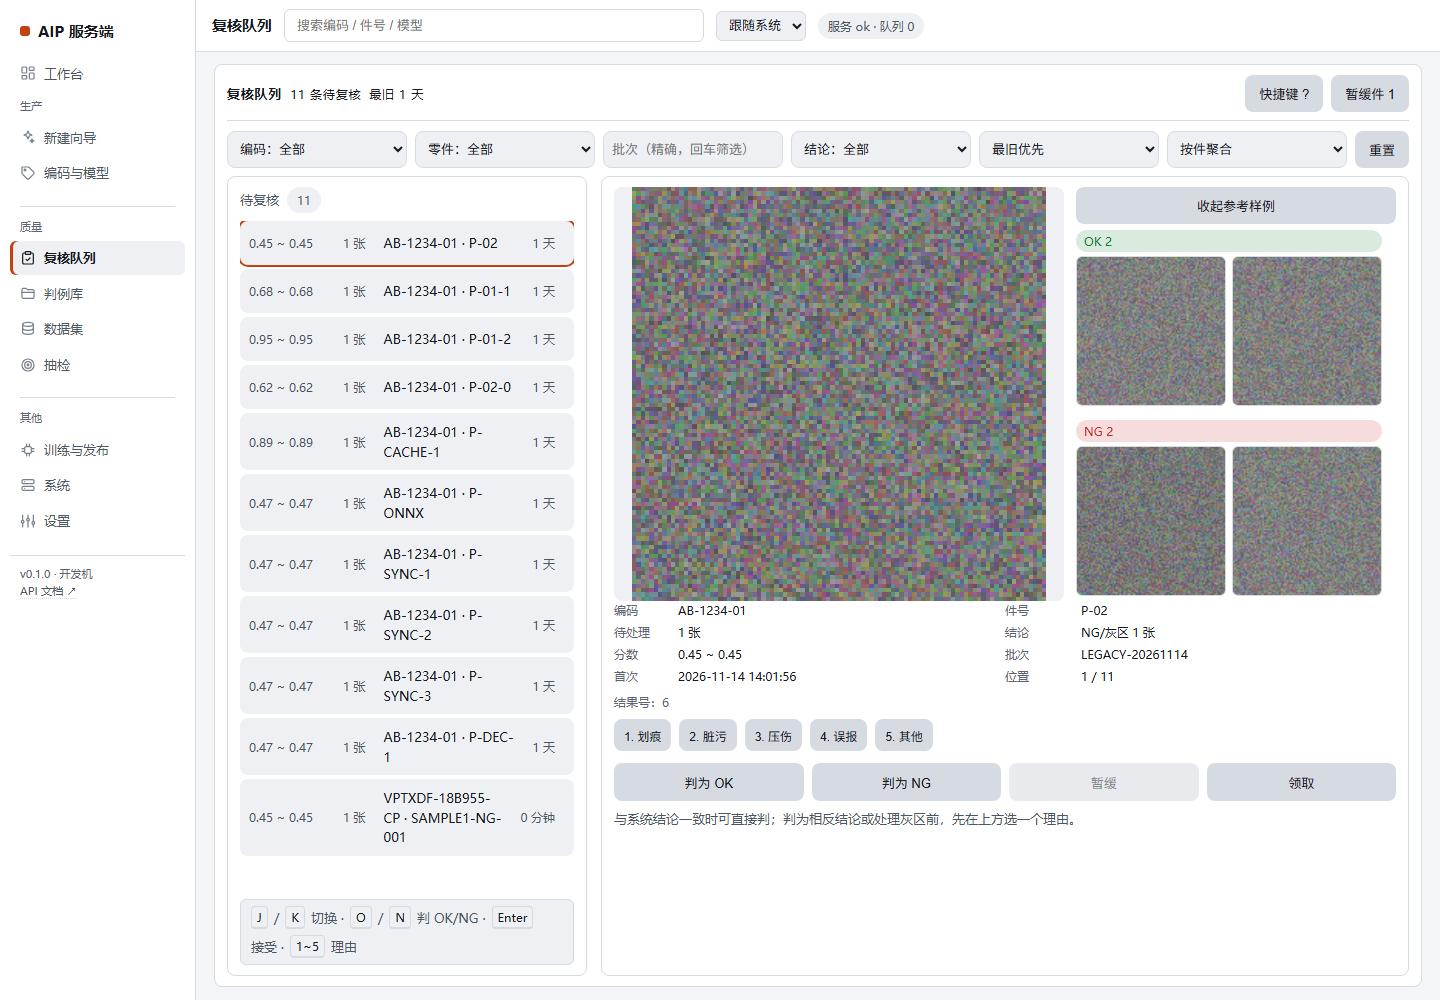 AIP 服务端
工作台
生产
新建向导
编码与模型
质量
复核队列
判例库
数据集
抽检
其他
训练与发布
系统
设置
v0.1.0 · 开发机
API 文档 ↗
复核队列
搜索编码 / 件号 / 模型
跟随系统
服务 ok · 队列 0
复核队列 11 条待复核 最旧 1 天
快捷键 ?
暂缓件 1
编码：全部
零件：全部
批次（精确，回车筛选）
结论：全部
最旧优先
按件聚合
重置
待复核 11
0.45 ~ 0.45 1 张 AB-1234-01 · P-02 1 天
0.68 ~ 0.68 1 张 AB-1234-01 · P-01-1 1 天
0.95 ~ 0.95 1 张 AB-1234-01 · P-01-2 1 天
0.62 ~ 0.62 1 张 AB-1234-01 · P-02-0 1 天
0.89 ~ 0.89 1 张 AB-1234-01 · P-
CACHE-1 1 天
0.47 ~ 0.47 1 张 AB-1234-01 · P-
ONNX 1 天
0.47 ~ 0.47 1 张 AB-1234-01 · P-
SYNC-1 1 天
0.47 ~ 0.47 1 张 AB-1234-01 · P-
SYNC-2 1 天
0.47 ~ 0.47 1 张 AB-1234-01 · P-
SYNC-3 1 天
0.47 ~ 0.47 1 张 AB-1234-01 · P-DEC-
1 1 天
0.45 ~ 0.45 1 张 VPTXDF-18B955-
CP · SAMPLE1-NG-
001 0 分钟
J / K 切换 · O / N 判 OK/NG · Enter
接受 · 1~5 理由
收起参考样例
OK 2
NG 2
编码 AB-1234-01 件号 P-02
待处理 1 张 结论 NG/灰区 1 张
分数 0.45 ~ 0.45 批次 LEGACY-20261114
首次 2026-11-14 14:01:56 位置 1 / 11
结果号：6
1. 划痕
2. 脏污
3. 压伤
4. 误报
5. 其他
判为 OK
判为 NG
暂缓
领取
与系统结论一致时可直接判；判为相反结论或处理灰区前，先在上方选一个理由。